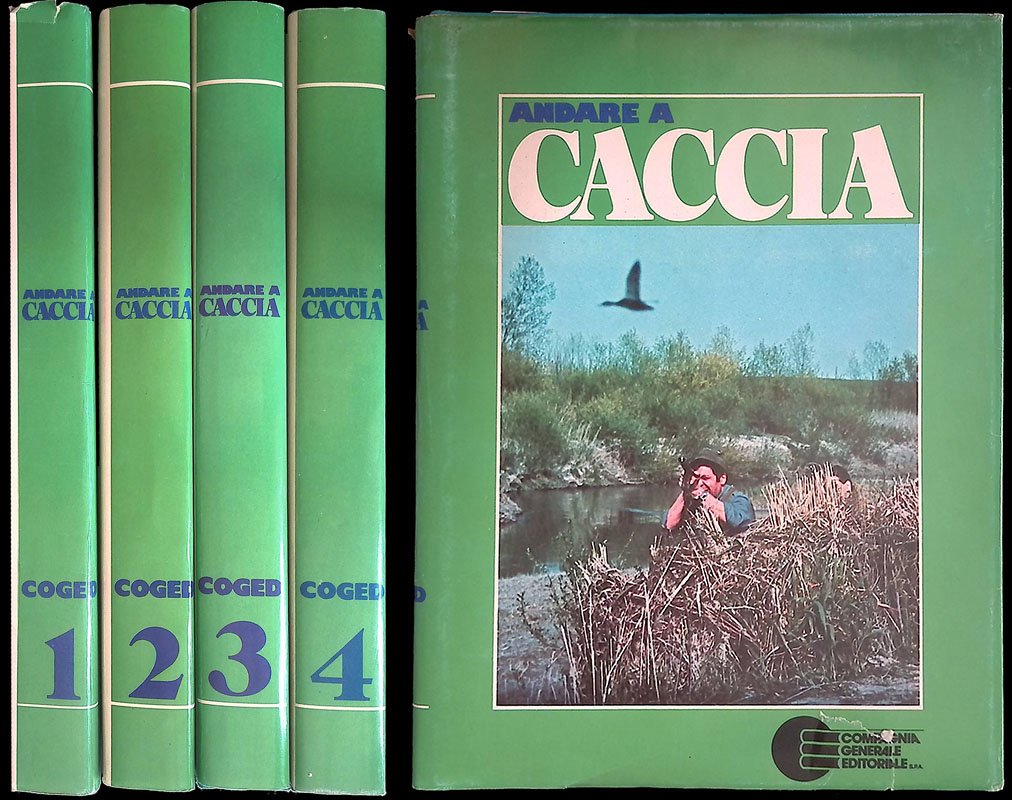 ANDARE A
CACCIA
COGED
1
ANDARE A
CACCIA
COGED
2
ANDARE A
CACCIA
COGED
3
ANDARE A
CACCIA
COGED
4
A
A
D
ANDARE A
CACCIA
COMPAGNIA
GENERALE
EDITORIALE S.P.A.